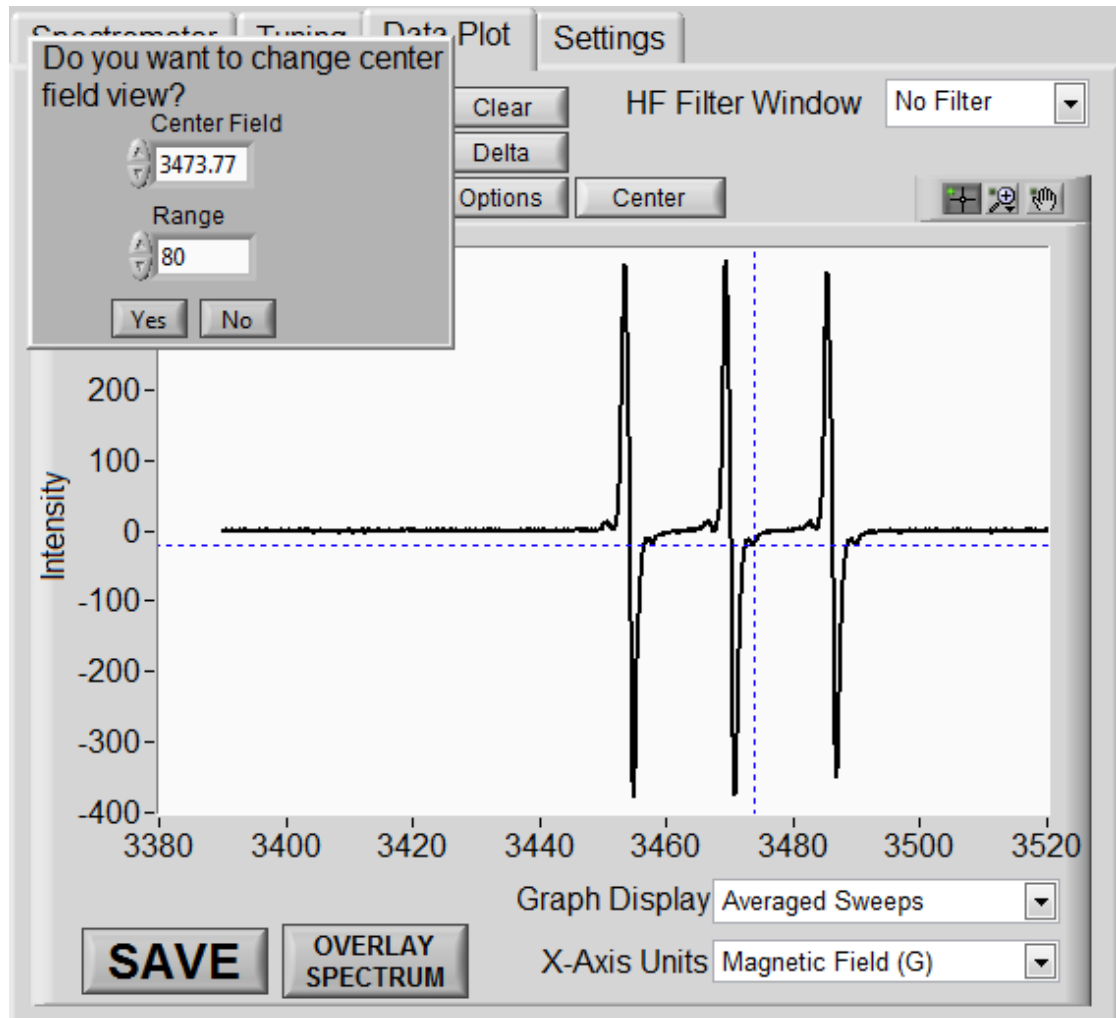 Data Plot Settings
Do you want to change center
field view?
Center Field
3473.77
Range
80
Yes No
Clear
Delta
Options Center
HF Filter Window No Filter
200
100
0
-100
-200
-300
-400
Intensity
3380 3400 3420 3440 3460 3480 3500 3520
Graph Display Averaged Sweeps
X-Axis Units Magnetic Field (G)
SAVE
OVERLAY
SPECTRUM